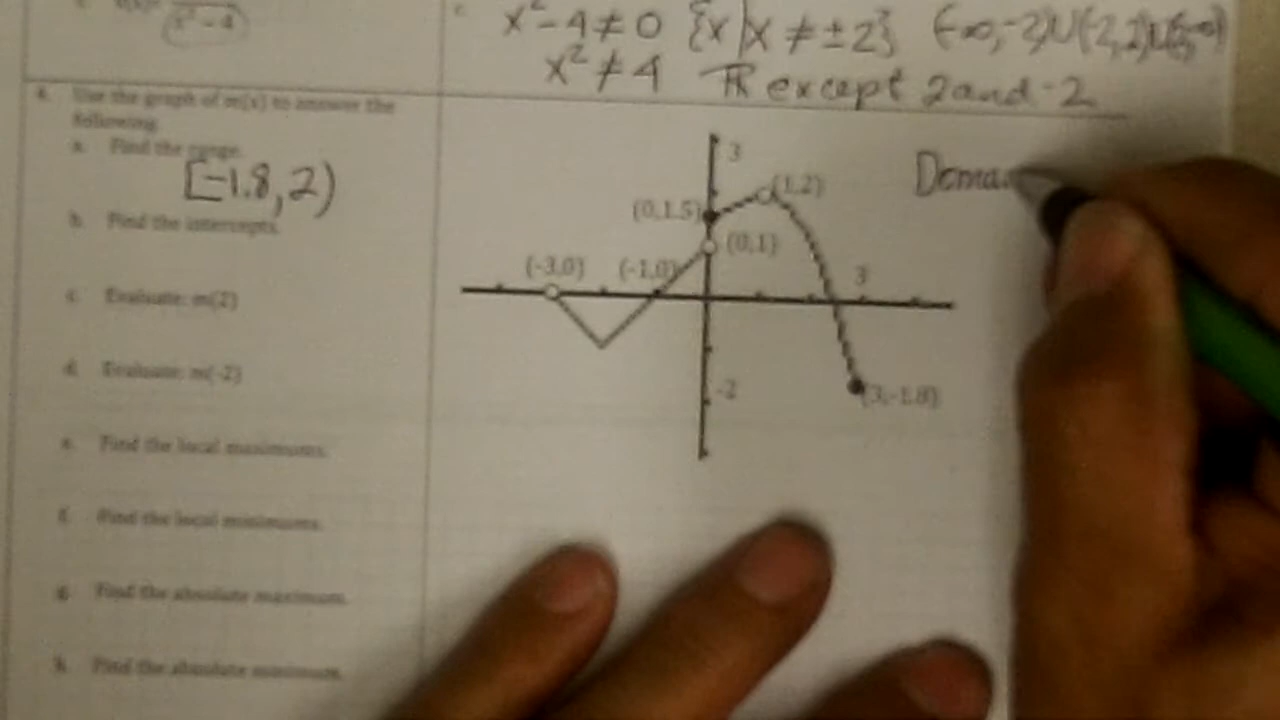 x²-4
c. x²-4≠0 {x|x≠±2} (-∞,-2)U(-2,2)U(2,∞)
x²≠4 ℝ except 2 and -2
4. Use the graph of m(x) to answer the
following.
a. Find the range.
[-1.8,2)
b. Find the intercepts.
c. Evaluate: m(2)
d. Evaluate: m(-2)
e. Find the local maximums.
f. Find the local minimums.
g. Find the absolute maximum.
h. Find the absolute minimum.
3
(1,2)
(0,1.5)
(0,1)
(-3,0) (-1,0)
3
-2
(3,-1.8)
Doma